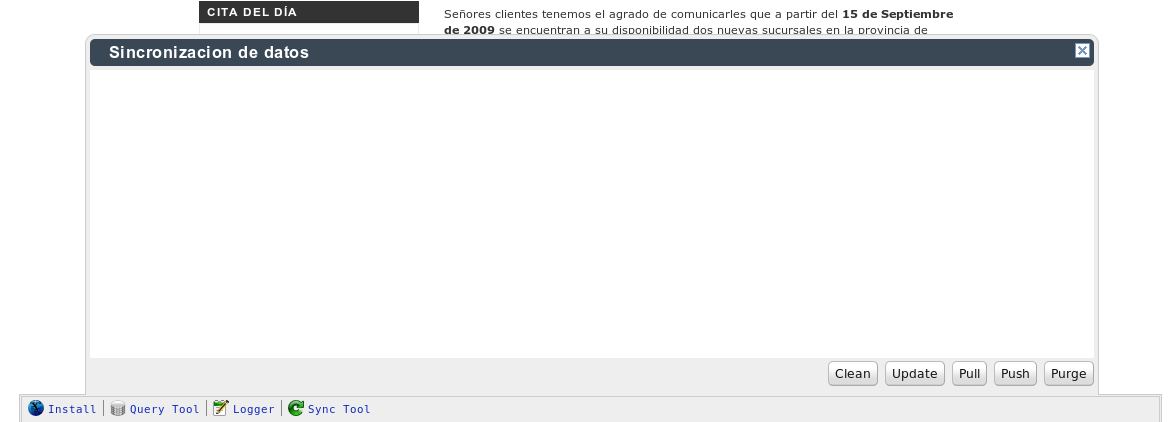 CITA DEL DÍA
Señores clientes tenemos el agrado de comunicarles que a partir del 15 de Septiembre
de 2009 se encuentran a su disponibilidad dos nuevas sucursales en la provincia de
Sincronizacion de datos
Clean Update Pull Push Purge
Install Query Tool Logger Sync Tool